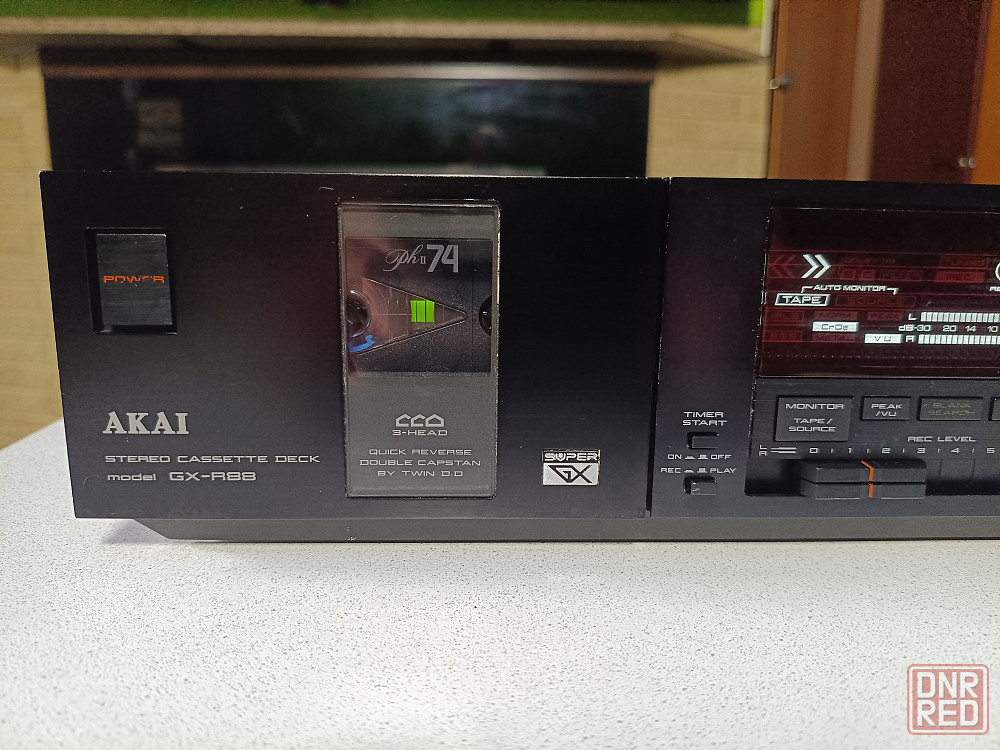 POWER
AKAI
STEREO CASSETTE DECK
model GX-R88
Ph II 74
3-HEAD
QUICK REVERSE
DOUBLE CAPSTAN
BY TWIN D/D
SUPER
GX
TIMER
START
ON OFF
REC PLAY
AUTO MONITOR
TAPE
CrO2
VU
L
dB-30 20 14 10
R
MONITOR
TAPE/
SOURCE
PEAK
/VU
BLANK
SEARCH
REC LEVEL
L
R
0 1 2 3 4 5
DNR
RED